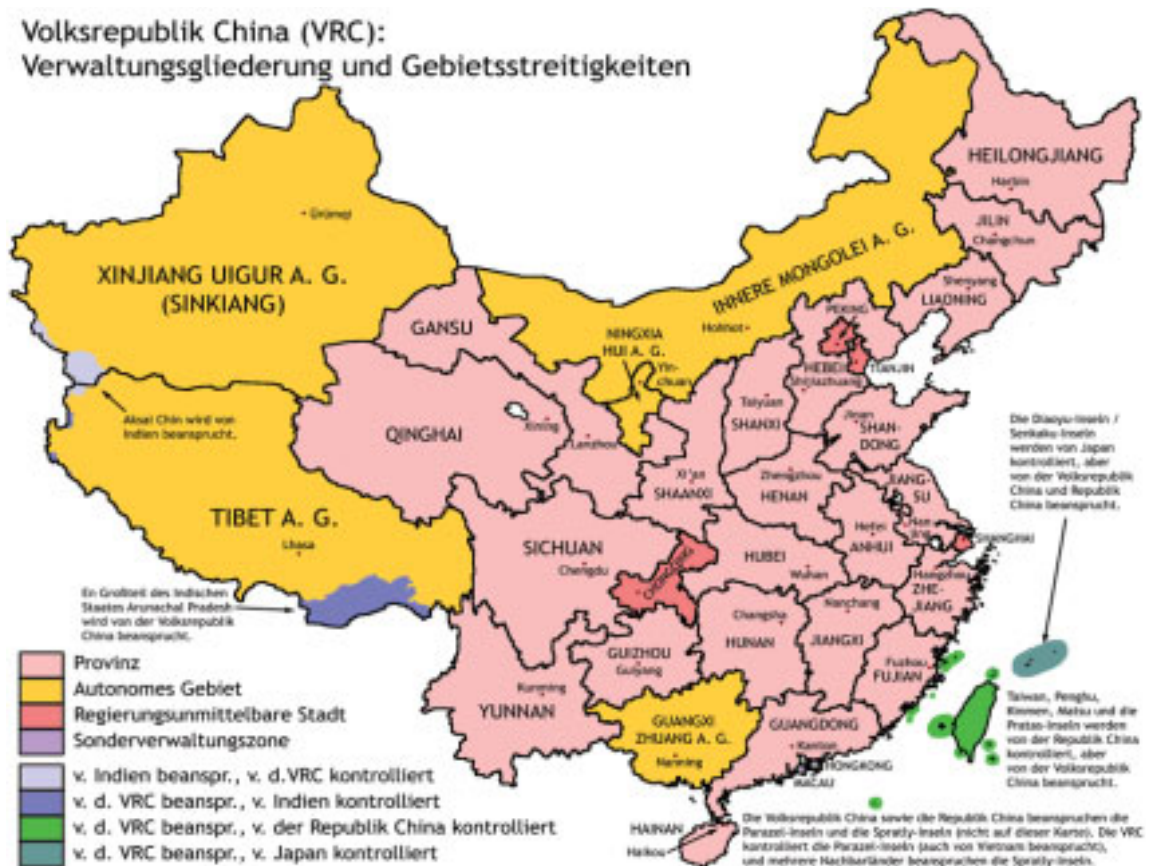 Volksrepublik China (VRC):
Verwaltungsgliederung und Gebietsstreitigkeiten
HEILONGJIANG
Harbin
JILIN
Changchun
Ürümqi
XINJIANG UIGUR A. G.
(SINKIANG)
INNERE MONGOLEI A. G.
Shenyang
LIAONING
GANSU
Hohhot
PEKING
NINGXIA
HUI A. G.
Yin-
chuan
HEBEI
TIANJIN
Shijiazhuang
Aksai Chin wird von
Indien beansprucht.
Taiyuan
SHANXI
Jinan
SHAN-
DONG
QINGHAI
Xining
Lanzhou
Die Diaoyu-Inseln /
Senkaku-Inseln
werden von Japan
kontrolliert, aber
von der Volksrepublik
China und Republik
China beansprucht.
Xi'an
SHAANXI
Zhengzhou
HENAN
JIANG-
SU
TIBET A. G.
Lhasa
Hefei
ANHUI
Nan-
jing
SHANGHAI
SICHUAN
Chengdu
CHONGQING
HUBEI
Wuhan
Hangzhou
ZHE-
JIANG
En Großteil des Indischen
Staates Arunachal Pradesh
wird von der Volksrepublik
China beansprucht.
Changsha
HUNAN
Nanchang
JIANGXI
GUIZHOU
Guiyang
Fuzhou
FUJIAN
Kunming
YUNNAN
GUANGXI
ZHUANG A. G.
Nanning
GUANGDONG
Kanton
HONGKONG
MACAU
Taiwan, Penghu,
Kinmen, Matsu und die
Pratas-Inseln werden
von der Republik China
kontrolliert, aber
von der Volksrepublik
China beansprucht.
HAINAN
Haikou
Provinz
Autonomes Gebiet
Regierungsunmittelbare Stadt
Sonderverwaltungszone
v. Indien beanspr., v. d.VRC kontrolliert
v. d. VRC beanspr., v. Indien kontrolliert
v. d. VRC beanspr., v. der Republik China kontrolliert
v. d. VRC beanspr., v. Japan kontrolliert
Die Volksrepublik China sowie die Republik China beanspruchen die
Parazel-Inseln und die Spratly-Inseln (nicht auf dieser Karte). Die VRC
kontrolliert die Parazel-Inseln (auch von Vietnam beansprucht),
und mehrere Nachbarländer beanspruchen die Spratly-Inseln.